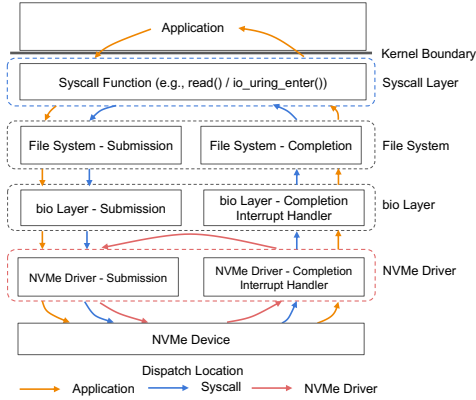 Application
Kernel Boundary
Syscall Function (e.g., read() / io_uring_enter())
Syscall Layer
File System - Submission
File System - Completion
File System
bio Layer - Submission
bio Layer - Completion
Interrupt Handler
bio Layer
NVMe Driver - Submission
NVMe Driver - Completion
Interrupt Handler
NVMe Driver
NVMe Device
Dispatch Location
Application
Syscall
NVMe Driver